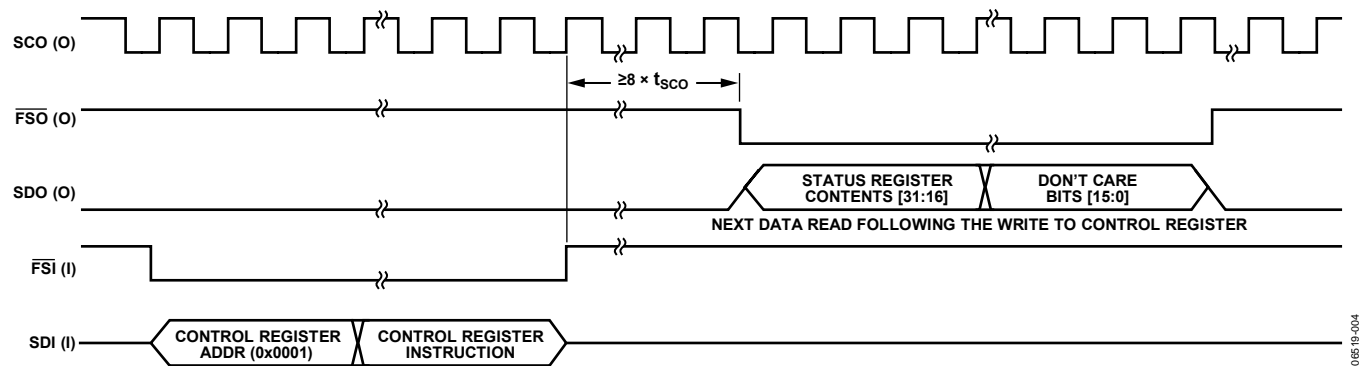 SCO (O)
≥8 × tSCO
FSO (O)
SDO (O)
STATUS REGISTER
CONTENTS [31:16]
DON'T CARE
BITS [15:0]
NEXT DATA READ FOLLOWING THE WRITE TO CONTROL REGISTER
FSI (I)
SDI (I)
CONTROL REGISTER
ADDR (0x0001)
CONTROL REGISTER
INSTRUCTION
06519-004